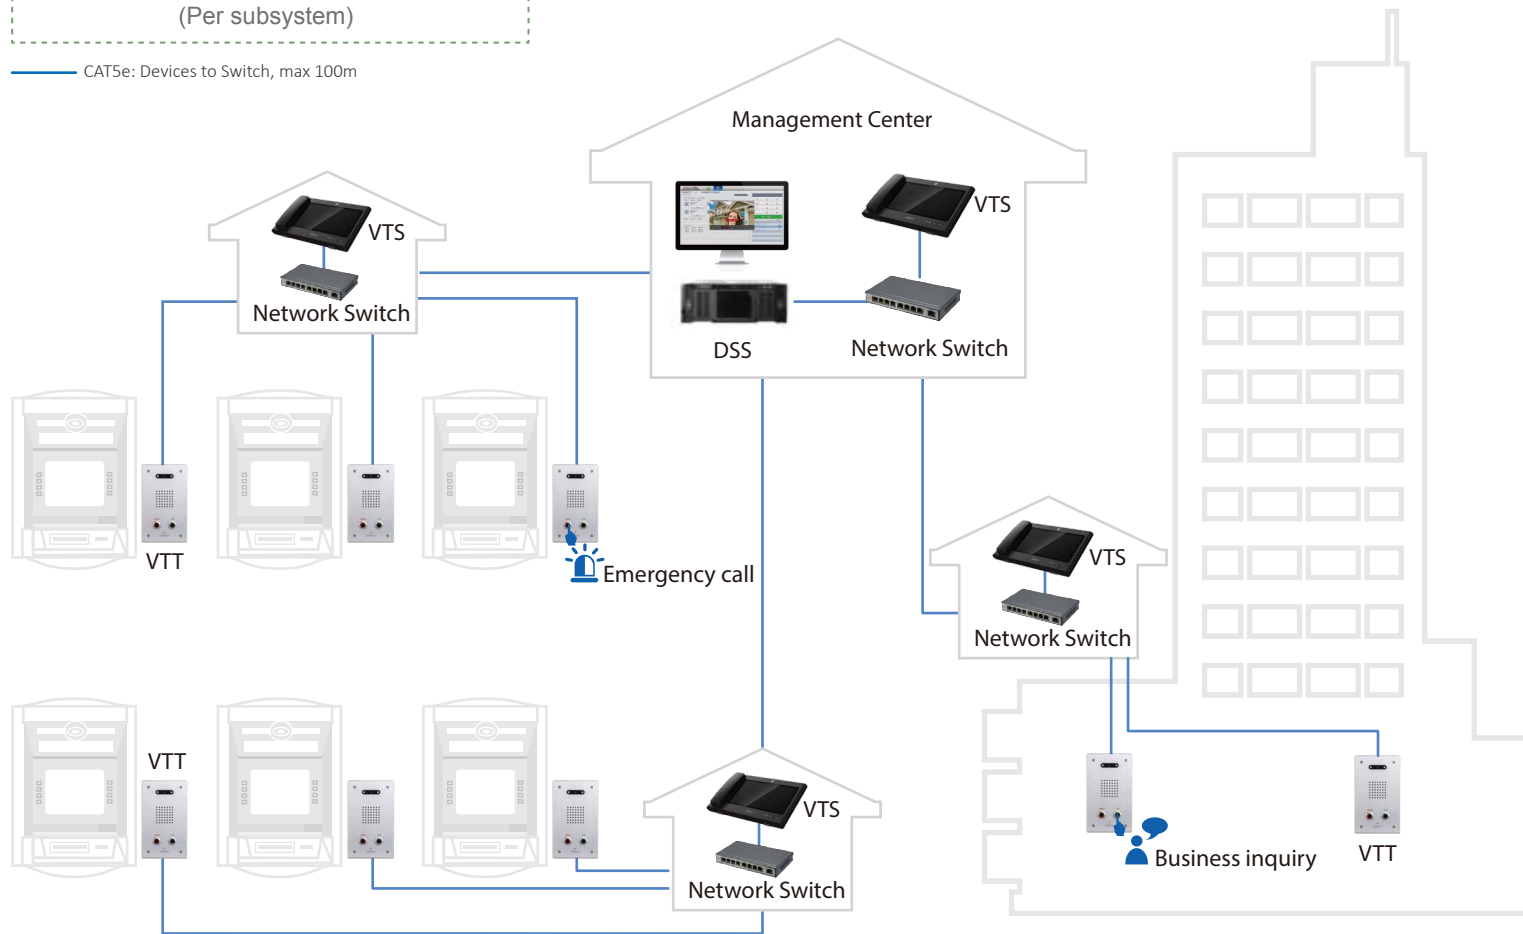 (Per subsystem)
CAT5e: Devices to Switch, max 100m
Management Center
VTS
VTS
Network Switch
DSS
Network Switch
VTT
Emergency call
VTS
Network Switch
VTT
VTS
Network Switch
Business inquiry
VTT